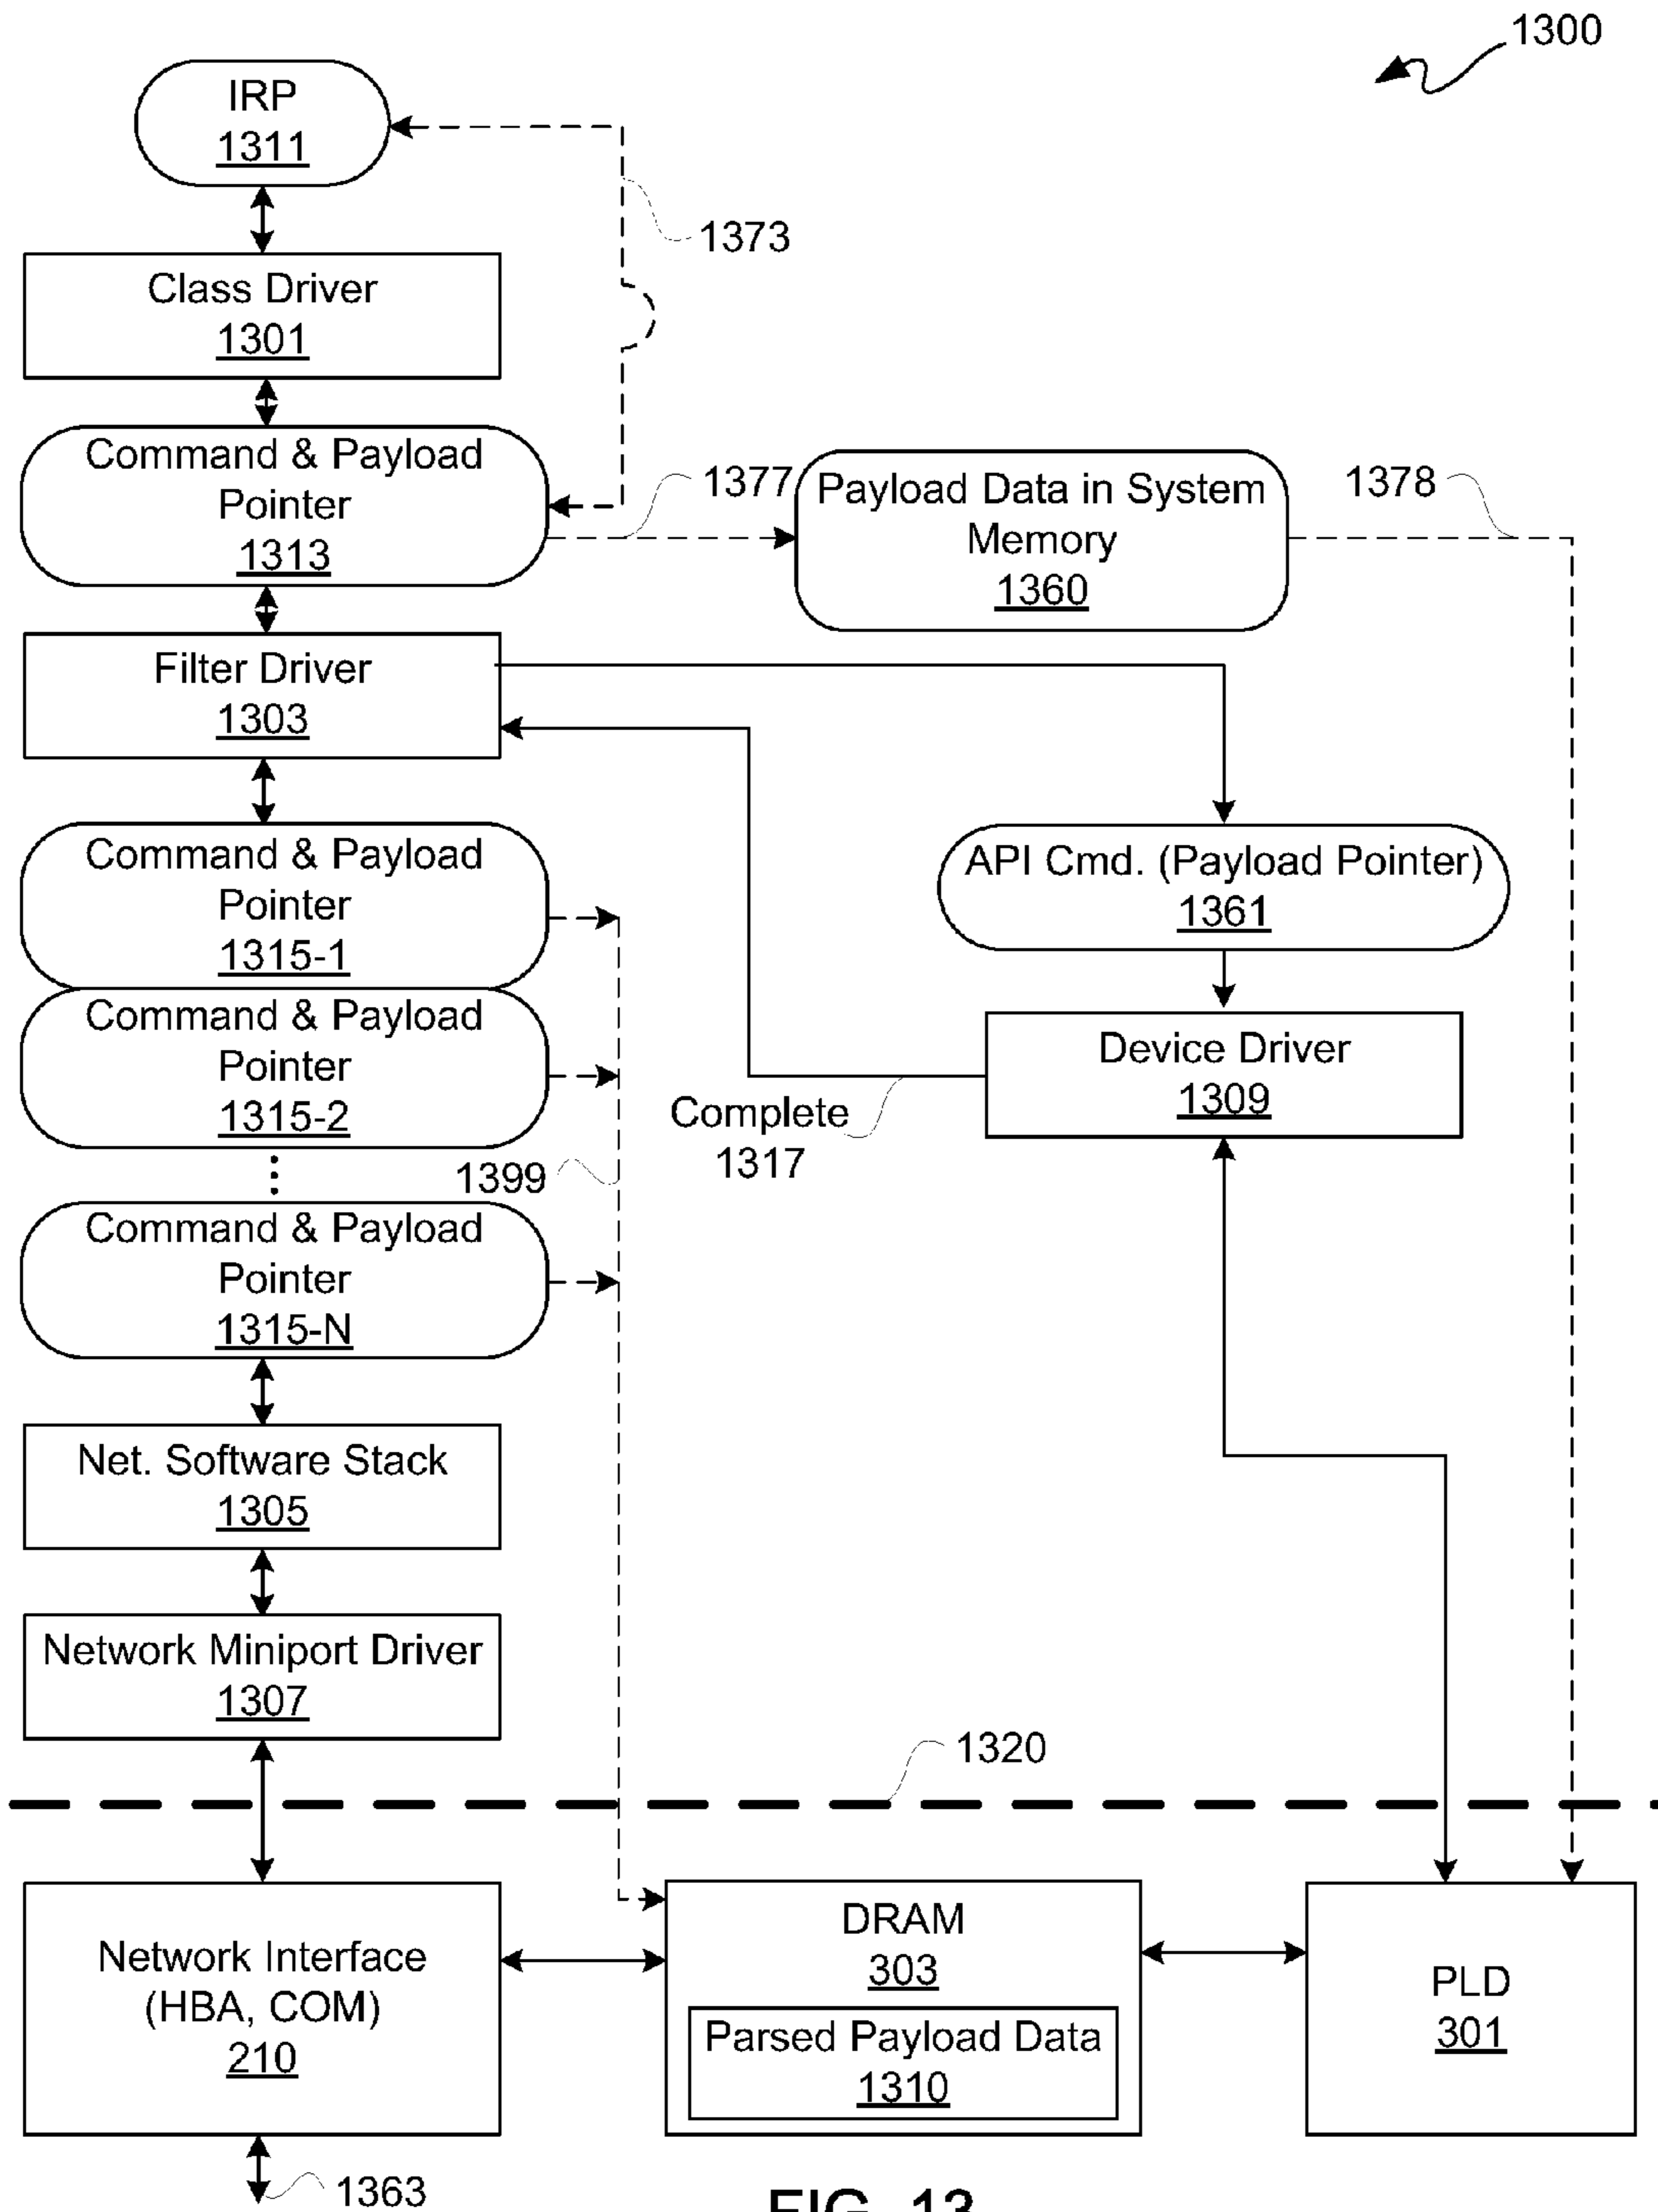 1300
IRP
1311
1373
Class Driver
1301
Command & Payload
Pointer
1313
1377
Payload Data in System
Memory
1360
1378
Filter Driver
1303
Command & Payload
Pointer
1315-1
API Cmd. (Payload Pointer)
1361
Command & Payload
Pointer
1315-2
Device Driver
1309
Complete
1317
1399
Command & Payload
Pointer
1315-N
Net. Software Stack
1305
Network Miniport Driver
1307
1320
Network Interface
(HBA, COM)
210
DRAM
303
Parsed Payload Data
1310
PLD
301
1363
FIG. 13